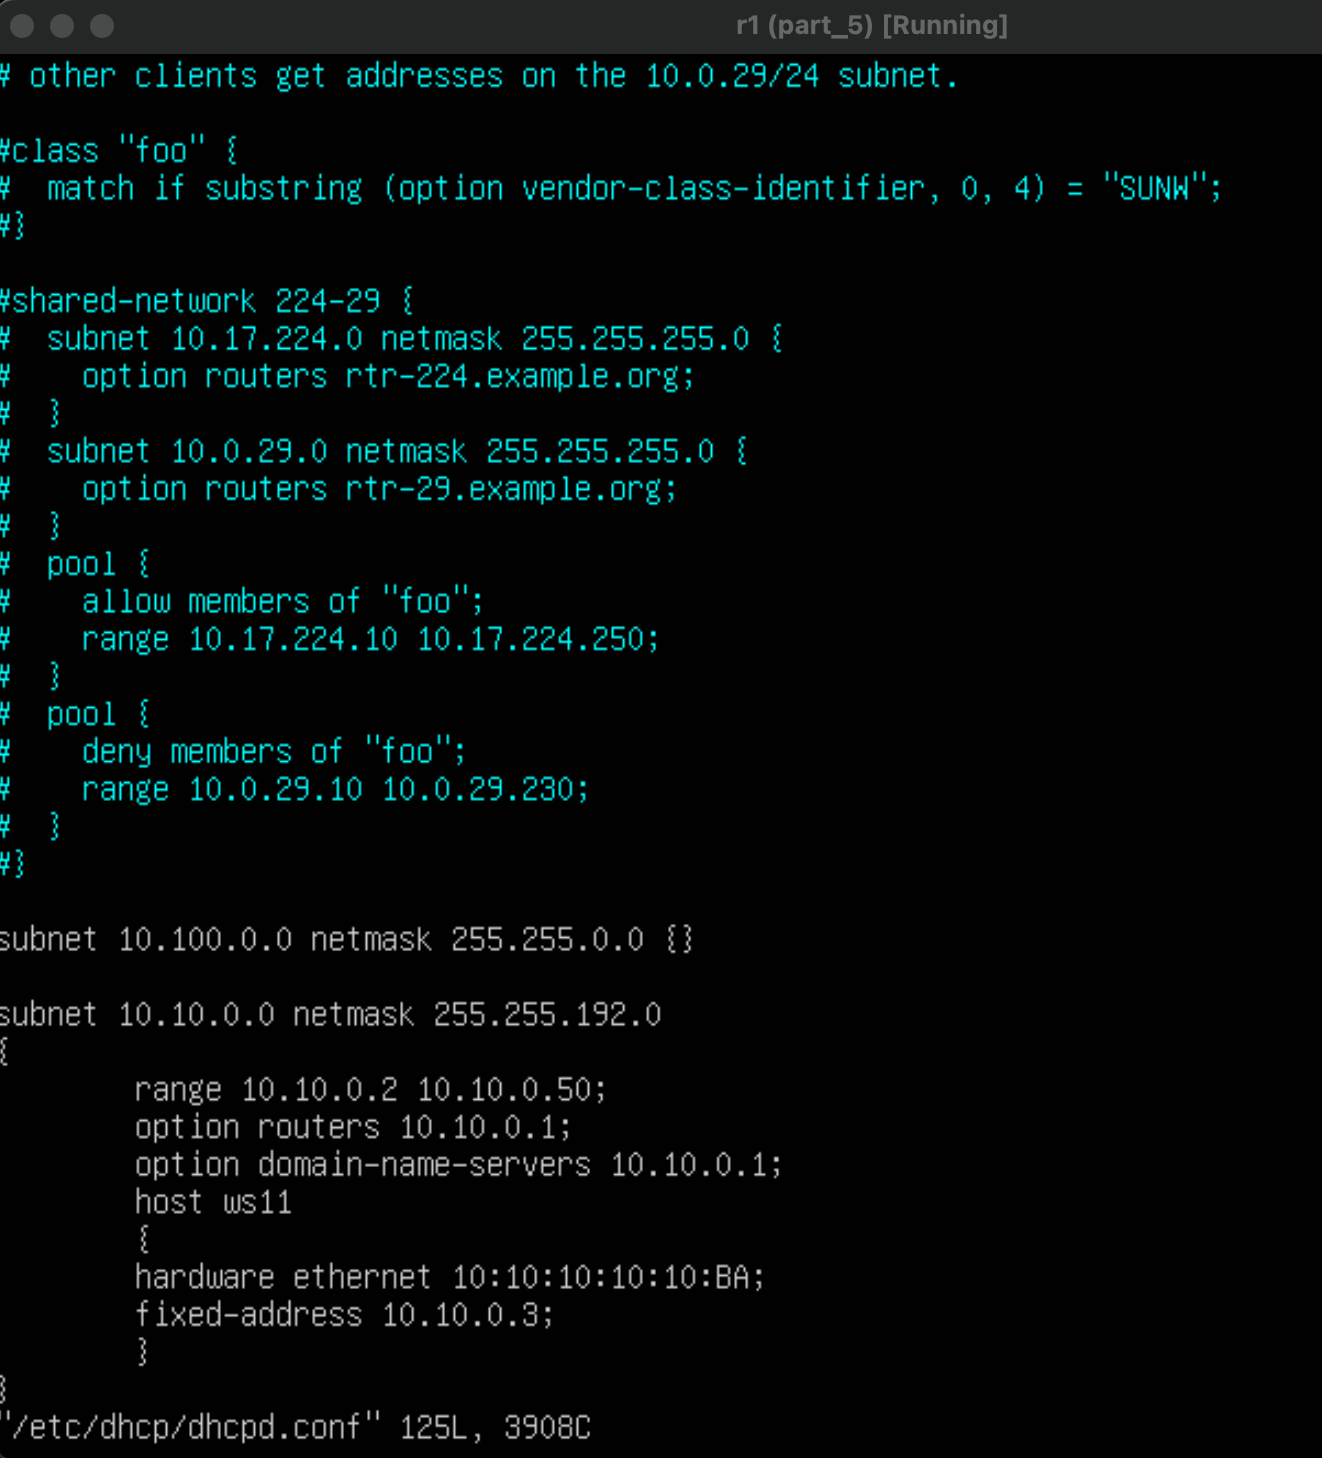 r1 (part_5) [Running]
# other clients get addresses on the 10.0.29/24 subnet.
#class "foo" {
#  match if substring (option vendor-class-identifier, 0, 4) = "SUNW";
#}
#shared-network 224-29 {
#  subnet 10.17.224.0 netmask 255.255.255.0 {
#    option routers rtr-224.example.org;
#  }
#  subnet 10.0.29.0 netmask 255.255.255.0 {
#    option routers rtr-29.example.org;
#  }
#  pool {
#    allow members of "foo";
#    range 10.17.224.10 10.17.224.250;
#  }
#  pool {
#    deny members of "foo";
#    range 10.0.29.10 10.0.29.230;
#  }
#}
subnet 10.100.0.0 netmask 255.255.0.0 {}
subnet 10.10.0.0 netmask 255.255.192.0
{
range 10.10.0.2 10.10.0.50;
option routers 10.10.0.1;
option domain-name-servers 10.10.0.1;
host ws11
{
hardware ethernet 10:10:10:10:10:BA;
fixed-address 10.10.0.3;
}
}
"/etc/dhcp/dhcpd.conf" 125L, 3908C